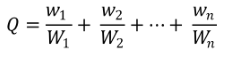 Q = w₁/W₁ + w₂/W₂ + ⋯ + wₙ/Wₙ